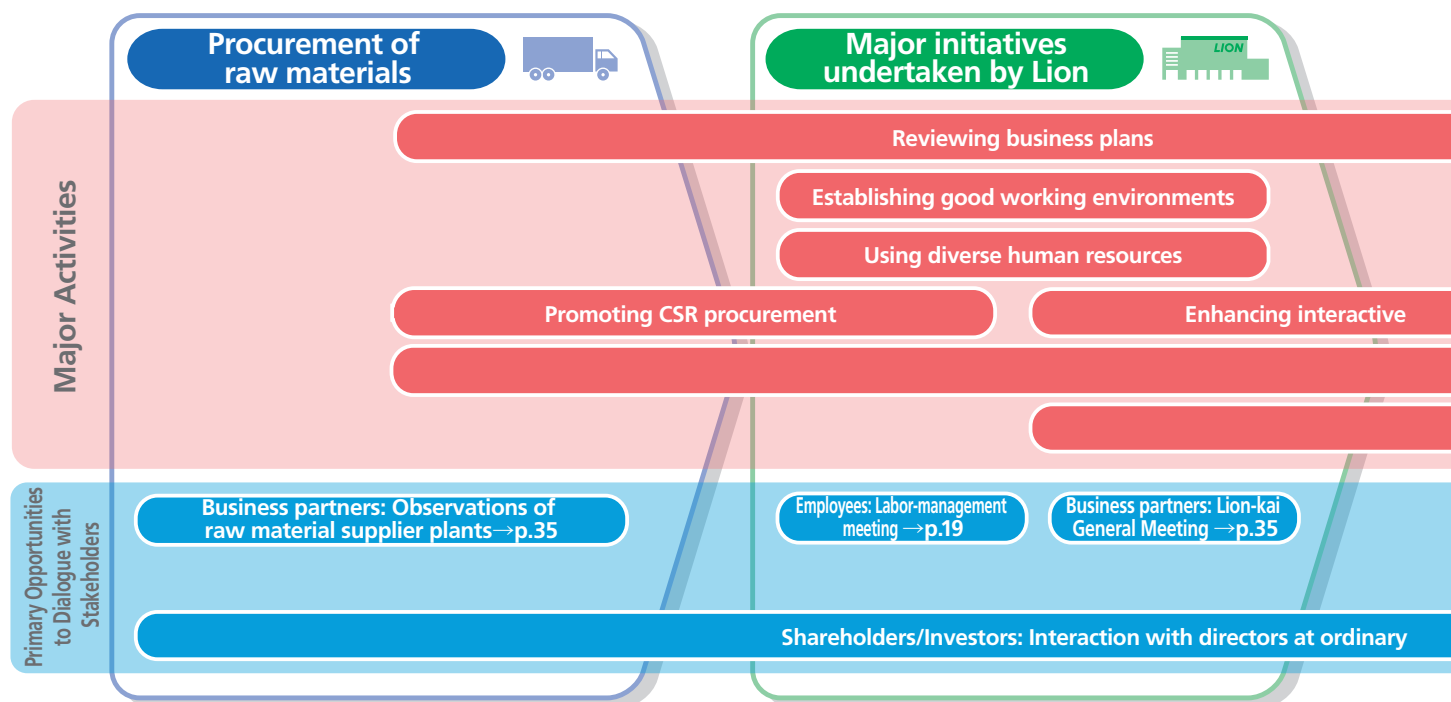 Procurement of
raw materials
Major initiatives
undertaken by Lion
LION
Major Activities
Reviewing business plans
Establishing good working environments
Using diverse human resources
Promoting CSR procurement
Enhancing interactive
Primary Opportunities
to Dialogue with
Stakeholders
Business partners: Observations of
raw material supplier plants→p.35
Employees: Labor-management
meeting →p.19
Business partners: Lion-kai
General Meeting →p.35
Shareholders/Investors: Interaction with directors at ordinary